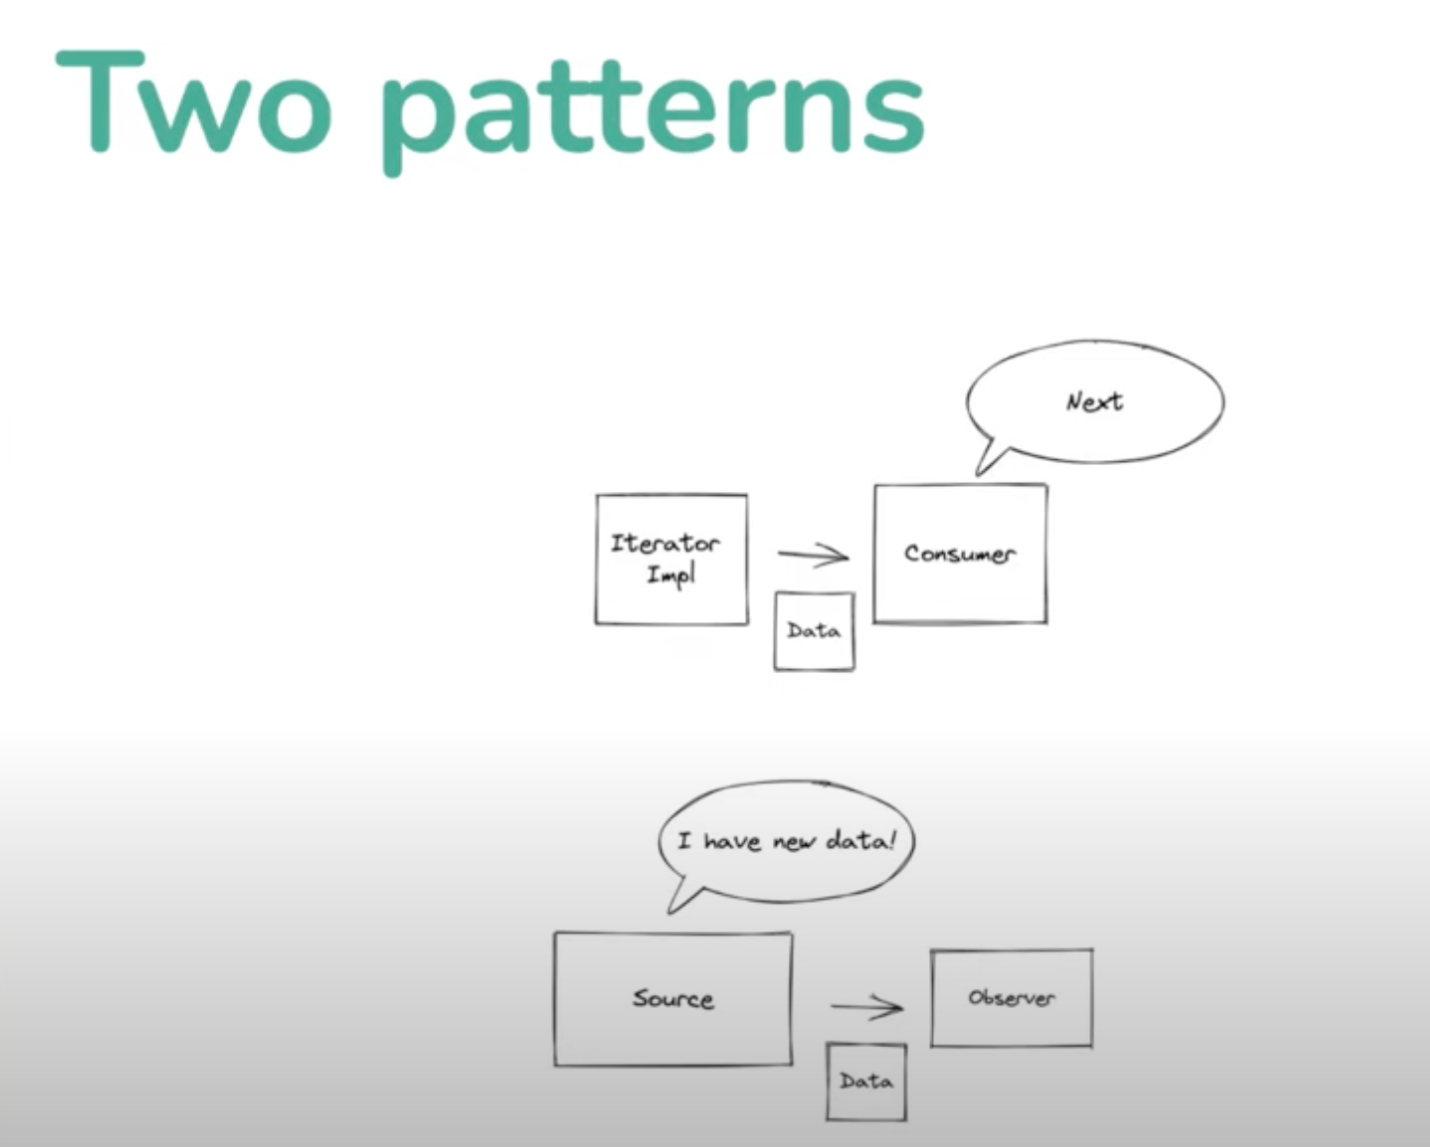 Two patterns
Next
Iterator
Impl
Consumer
Data
I have new data!
Source
Observer
Data